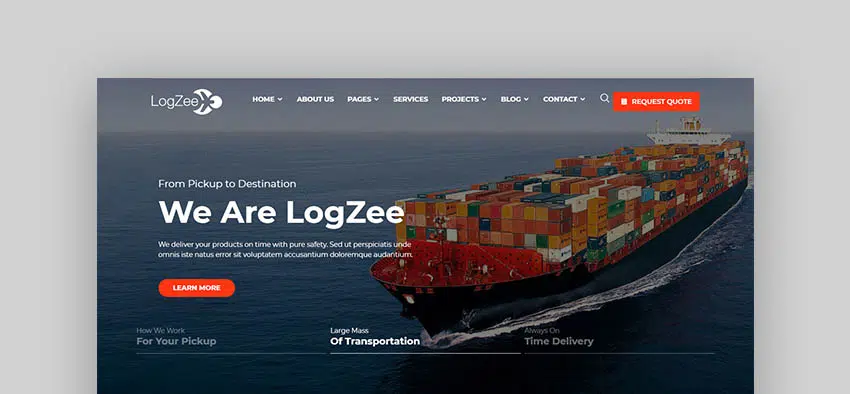 LogZee
HOME ABOUT US PAGES SERVICES PROJECTS BLOG CONTACT
REQUEST QUOTE
From Pickup to Destination
We Are LogZee
We deliver your products on time with pure safety. Sed ut perspiciatis unde
omnis iste natus error sit voluptatem accusantium doloremque audantium.
LEARN MORE
How We Work
For Your Pickup
Large Mass
Of Transportation
Always On
Time Delivery